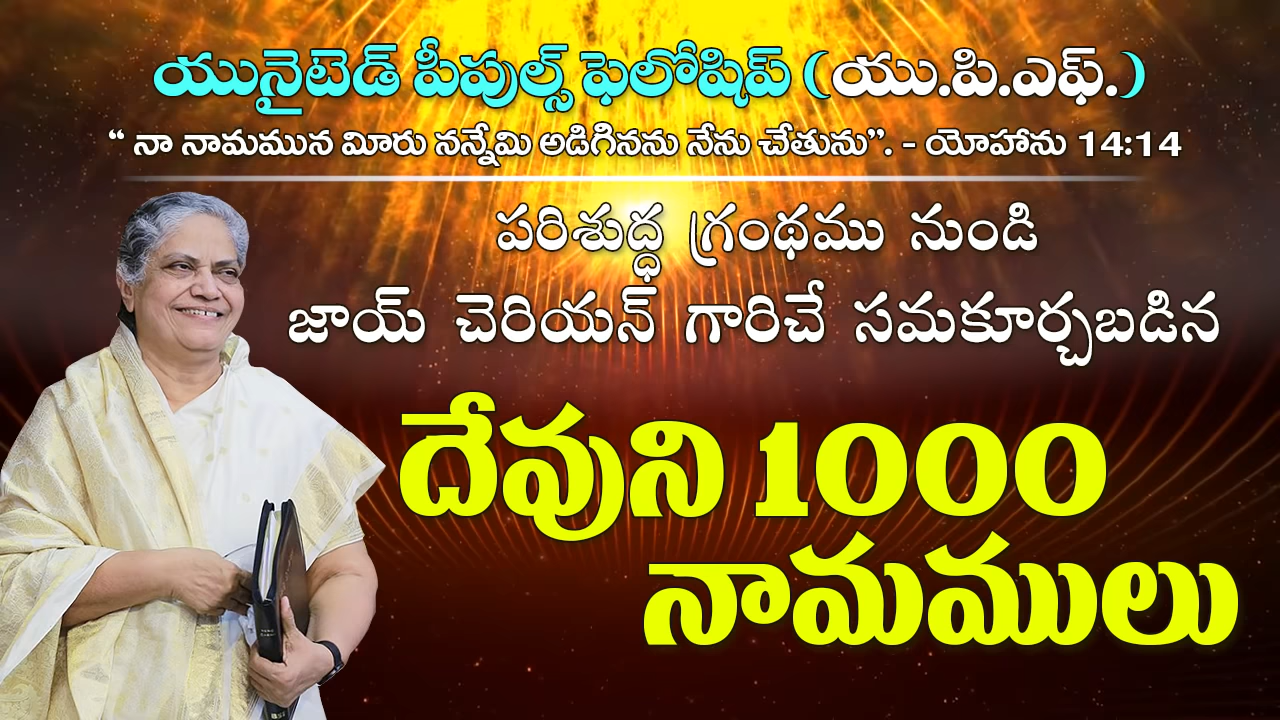 యునైటెడ్ పీపుల్స్ ఫెలోషిప్ (యు.పి.ఎఫ్.)
“ నా నామమున మీరు నన్నేమి అడిగినను నేను చేతును”. - యోహాను 14:14
పరిశుద్ధ గ్రంథము నుండి
జాయ్ చెరియన్ గారిచే సమకూర్చబడిన
దేవుని 1000
నామములు